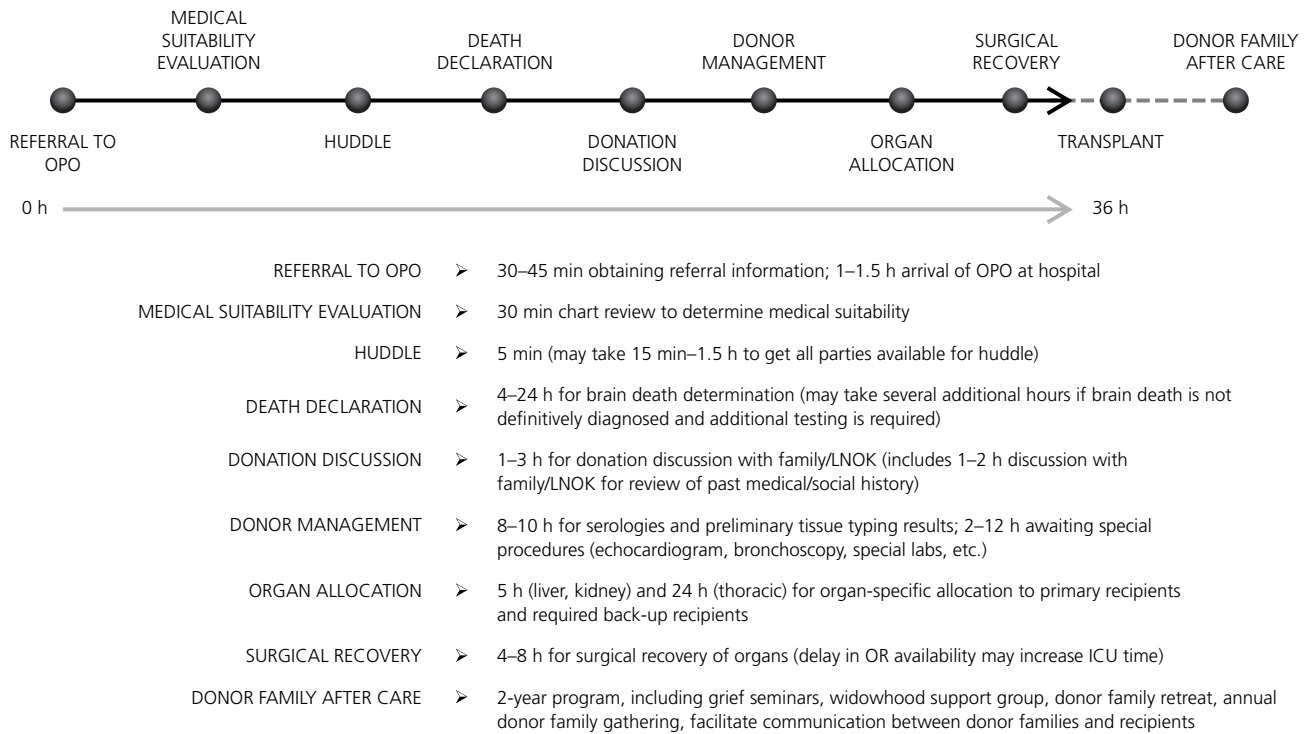 MEDICAL
SUITABILITY
EVALUATION
DEATH
DECLARATION
DONOR
MANAGEMENT
SURGICAL
RECOVERY
DONOR FAMILY
AFTER CARE
REFERRAL TO
OPO
HUDDLE
DONATION
DISCUSSION
ORGAN
ALLOCATION
TRANSPLANT
0 h
36 h
REFERRAL TO OPO ➢ 30–45 min obtaining referral information; 1–1.5 h arrival of OPO at hospital
MEDICAL SUITABILITY EVALUATION ➢ 30 min chart review to determine medical suitability
HUDDLE ➢ 5 min (may take 15 min–1.5 h to get all parties available for huddle)
DEATH DECLARATION ➢ 4–24 h for brain death determination (may take several additional hours if brain death is not
definitively diagnosed and additional testing is required)
DONATION DISCUSSION ➢ 1–3 h for donation discussion with family/LNOK (includes 1–2 h discussion with
family/LNOK for review of past medical/social history)
DONOR MANAGEMENT ➢ 8–10 h for serologies and preliminary tissue typing results; 2–12 h awaiting special
procedures (echocardiogram, bronchoscopy, special labs, etc.)
ORGAN ALLOCATION ➢ 5 h (liver, kidney) and 24 h (thoracic) for organ-specific allocation to primary recipients
and required back-up recipients
SURGICAL RECOVERY ➢ 4–8 h for surgical recovery of organs (delay in OR availability may increase ICU time)
DONOR FAMILY AFTER CARE ➢ 2-year program, including grief seminars, widowhood support group, donor family retreat, annual
donor family gathering, facilitate communication between donor families and recipients